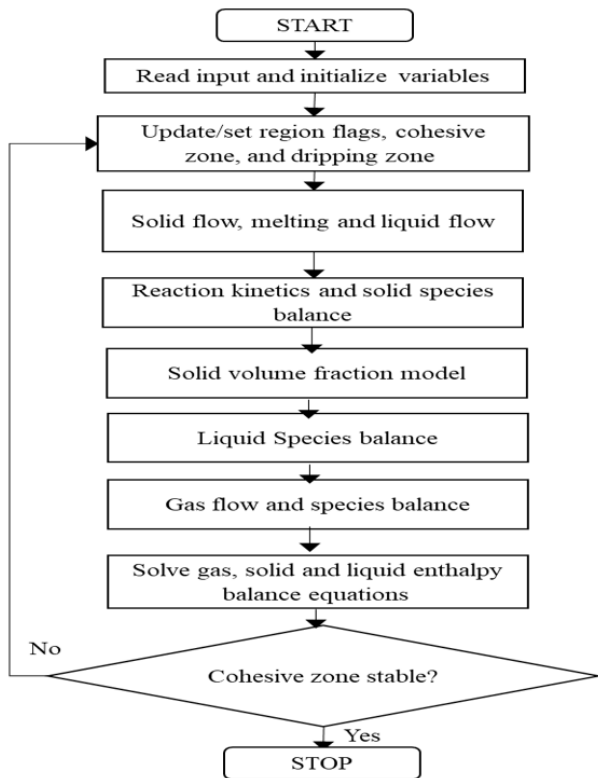 START
Read input and initialize variables
Update/set region flags, cohesive
zone, and dripping zone
Solid flow, melting and liquid flow
Reaction kinetics and solid species
balance
Solid volume fraction model
Liquid Species balance
Gas flow and species balance
Solve gas, solid and liquid enthalpy
balance equations
No
Cohesive zone stable?
Yes
STOP